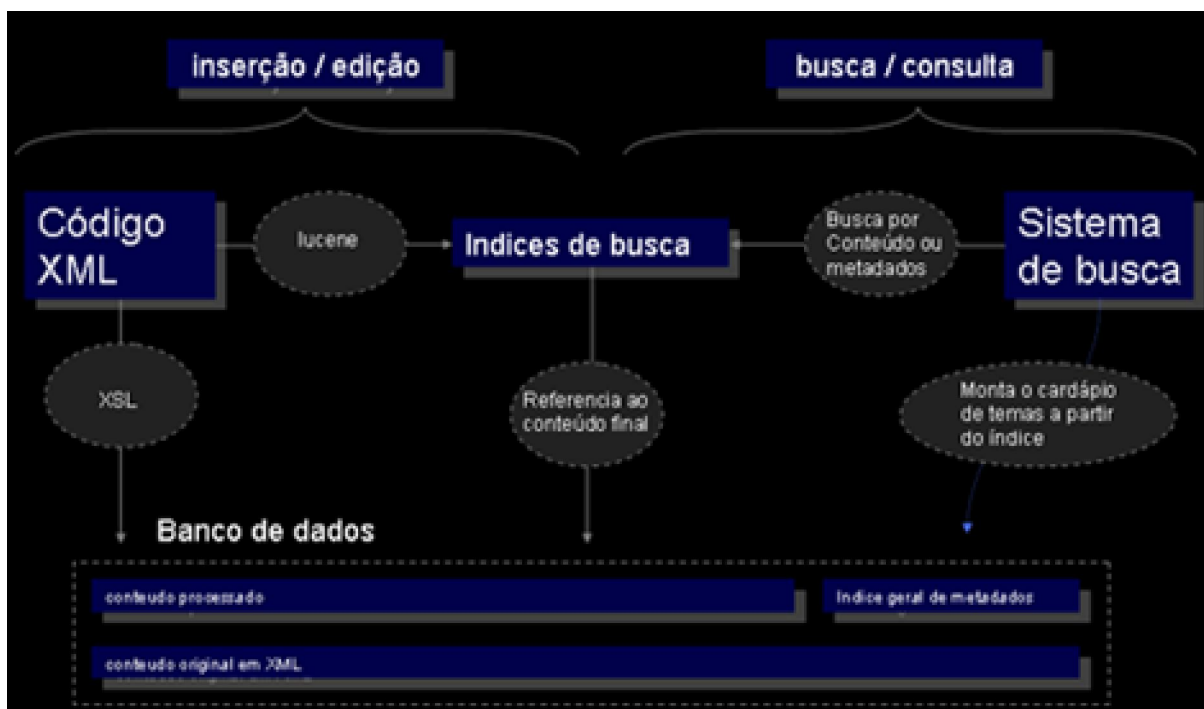 inserção / edição
busca / consulta
Código
XML
lucene
Indices de busca
Busca por
Conteúdo ou
metadados
Sistema
de busca
XSL
Referencia ao
conteúdo final
Monta o cardápio
de temas a partir
do índice
Banco de dados
conteudo processado
Indice geral de metadados
conteudo original em XML